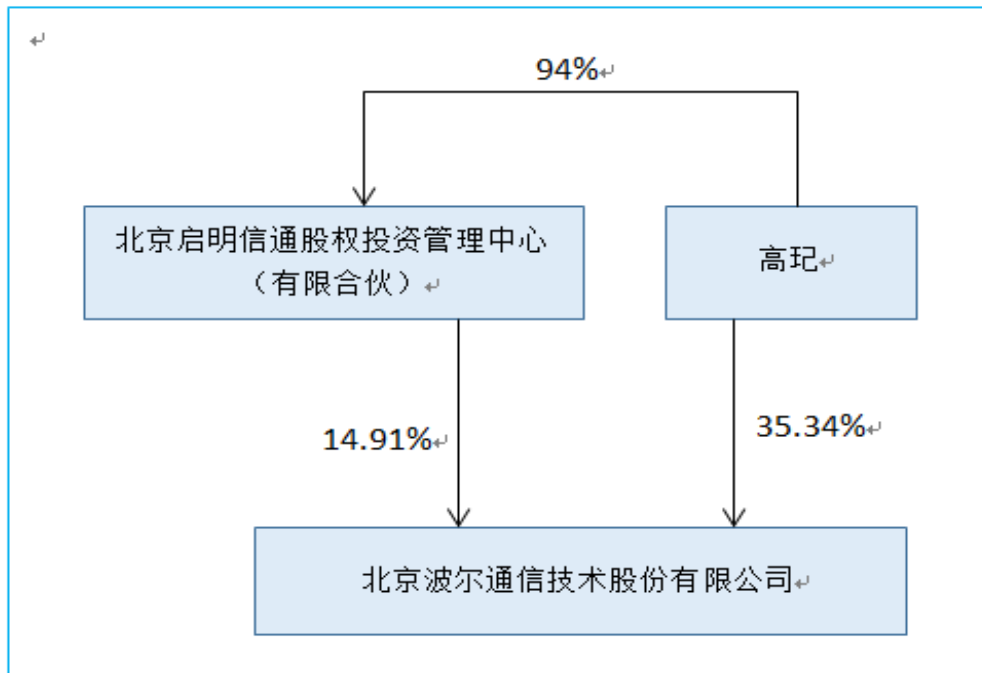 94%
北京启明信通股权投资管理中心
（有限合伙）
高玘
14.91%
35.34%
北京波尔通信技术股份有限公司